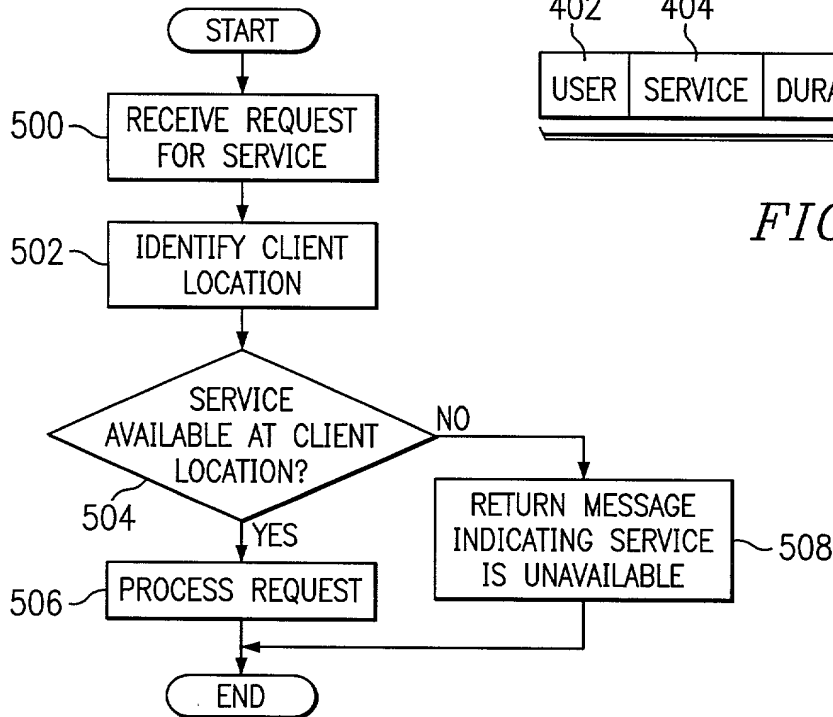 START
500
RECEIVE REQUEST
FOR SERVICE
502
IDENTIFY CLIENT
LOCATION
SERVICE
AVAILABLE AT CLIENT
LOCATION?
504
NO
YES
RETURN MESSAGE
INDICATING SERVICE
IS UNAVAILABLE
508
506
PROCESS REQUEST
END
402
404
USER
SERVICE